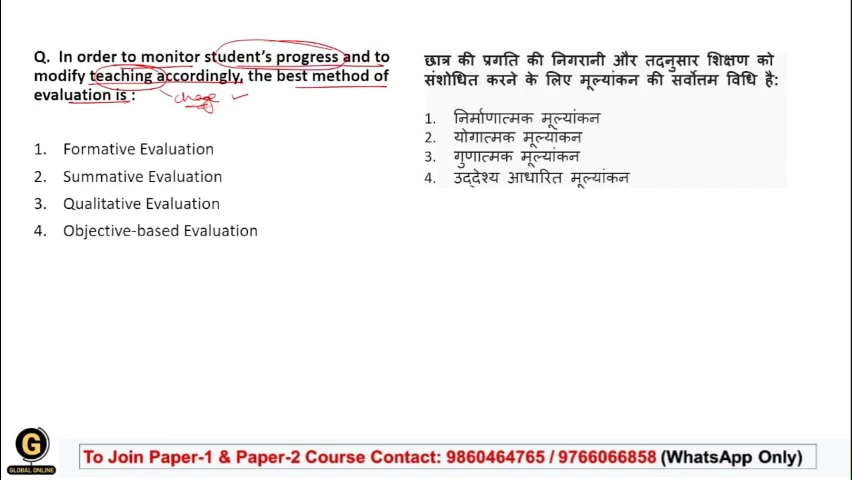 Q. In order to monitor student's progress and to
modify teaching accordingly, the best method of
evaluation is :
change
1. Formative Evaluation
2. Summative Evaluation
3. Qualitative Evaluation
4. Objective-based Evaluation
छात्र की प्रगति की निगरानी और तदनुसार शिक्षण को
संशोधित करने के लिए मूल्यांकन की सर्वोतम विधि है:
1. निर्माणात्मक मूल्यांकन
2. योगात्मक मूल्यांकन
3. गुणात्मक मूल्यांकन
4. उद्देश्य आधारित मूल्यांकन
G
GLOBAL ONLINE
To Join Paper-1 & Paper-2 Course Contact: 9860464765 / 9766066858 (WhatsApp Only)